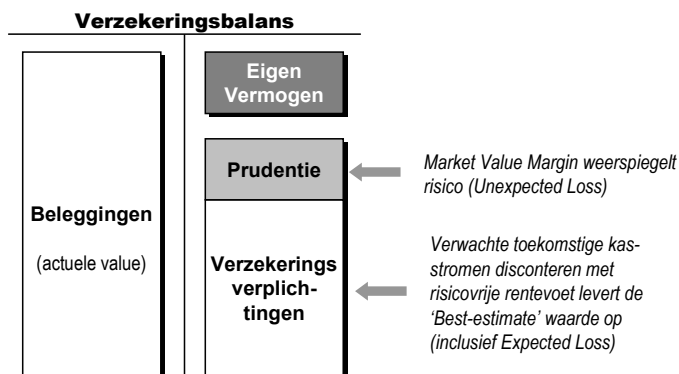 Verzekeringsbalans
Eigen
Vermogen
Prudentie
Market Value Margin weerspiegelt
risico (Unexpected Loss)
Beleggingen
(actuele value)
Verzekerings
verplich-
tingen
Verwachte toekomstige kas-
stromen disconteren met
risicovrije rentevoet levert de
‘Best-estimate’ waarde op
(inclusief Expected Loss)